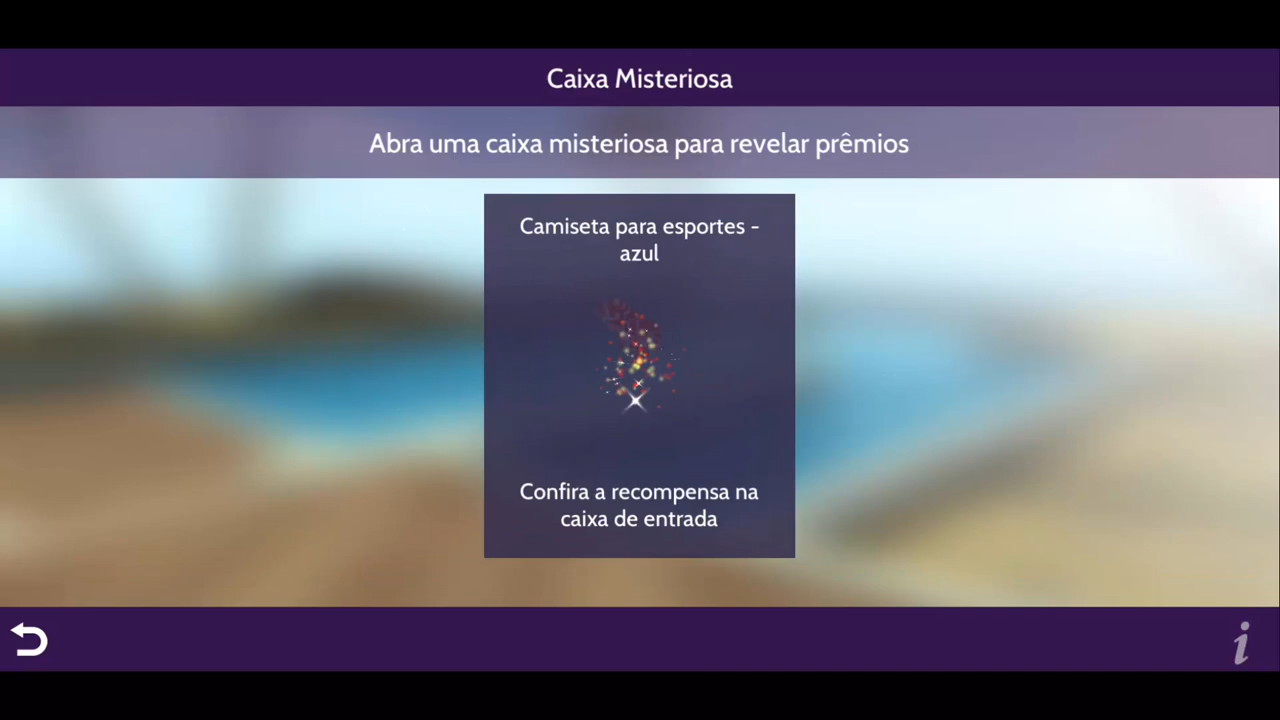 Caixa Misteriosa
Abra uma caixa misteriosa para revelar prêmios
Camiseta para esportes -
azul
Confira a recompensa na
caixa de entrada
i